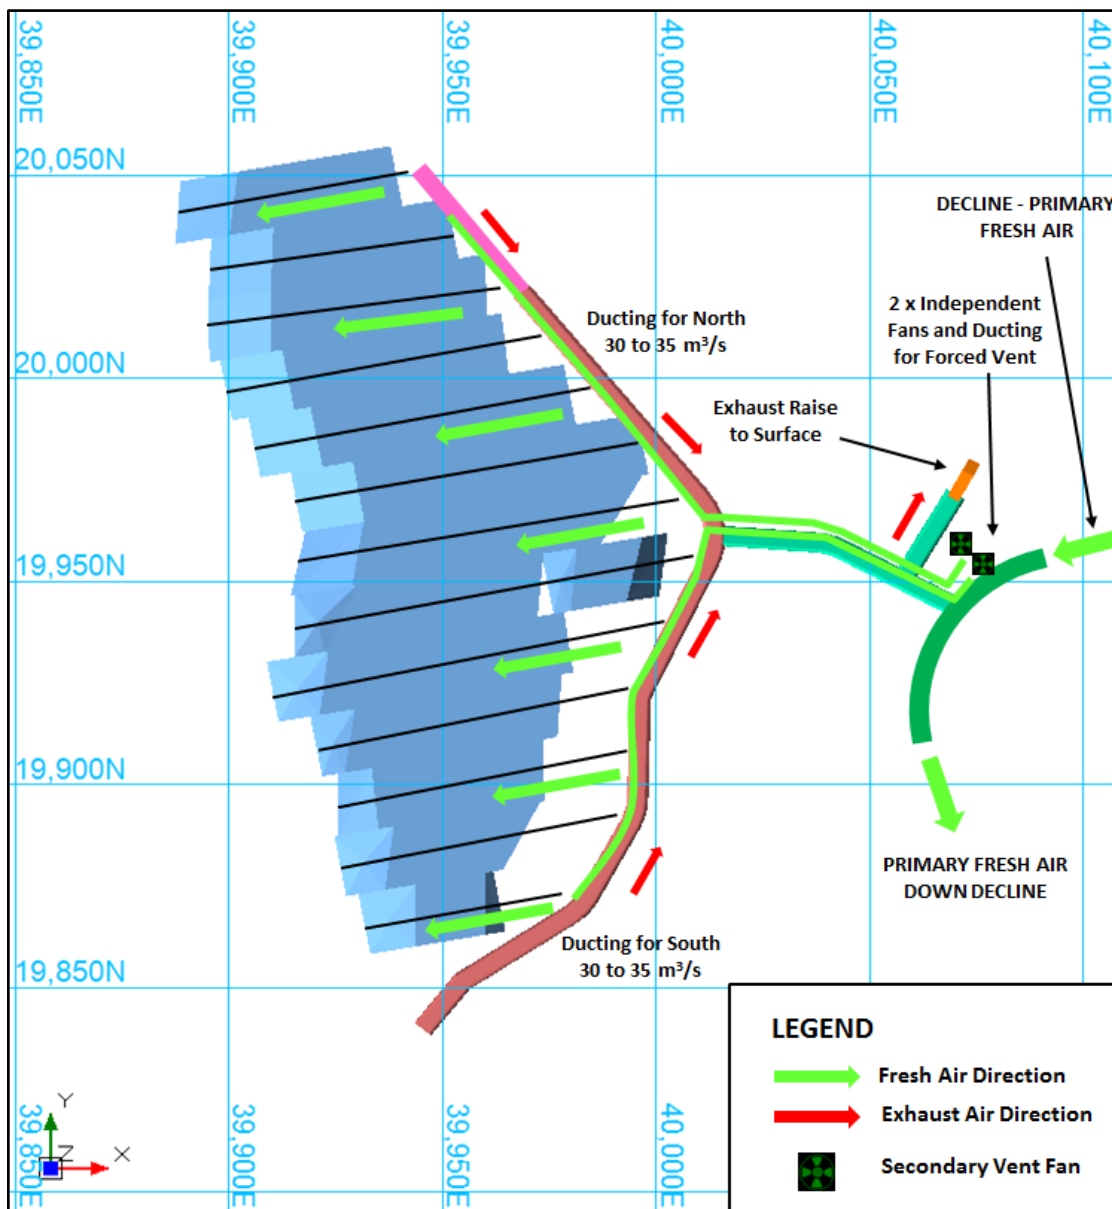 39,850E
39,900E
39,950E
40,000E
40,050E
40,100E
20,050N
DECLINE - PRIMARY
FRESH AIR
2 x Independent
Fans and Ducting
for Forced Vent
Ducting for North
30 to 35 m³/s
20,000N
Exhaust Raise
to Surface
19,950N
19,900N
PRIMARY FRESH AIR
DOWN DECLINE
Ducting for South
30 to 35 m³/s
19,850N
LEGEND
Fresh Air Direction
Exhaust Air Direction
Secondary Vent Fan
Y
Z
X
39,850E
39,900E
39,950E
40,000E